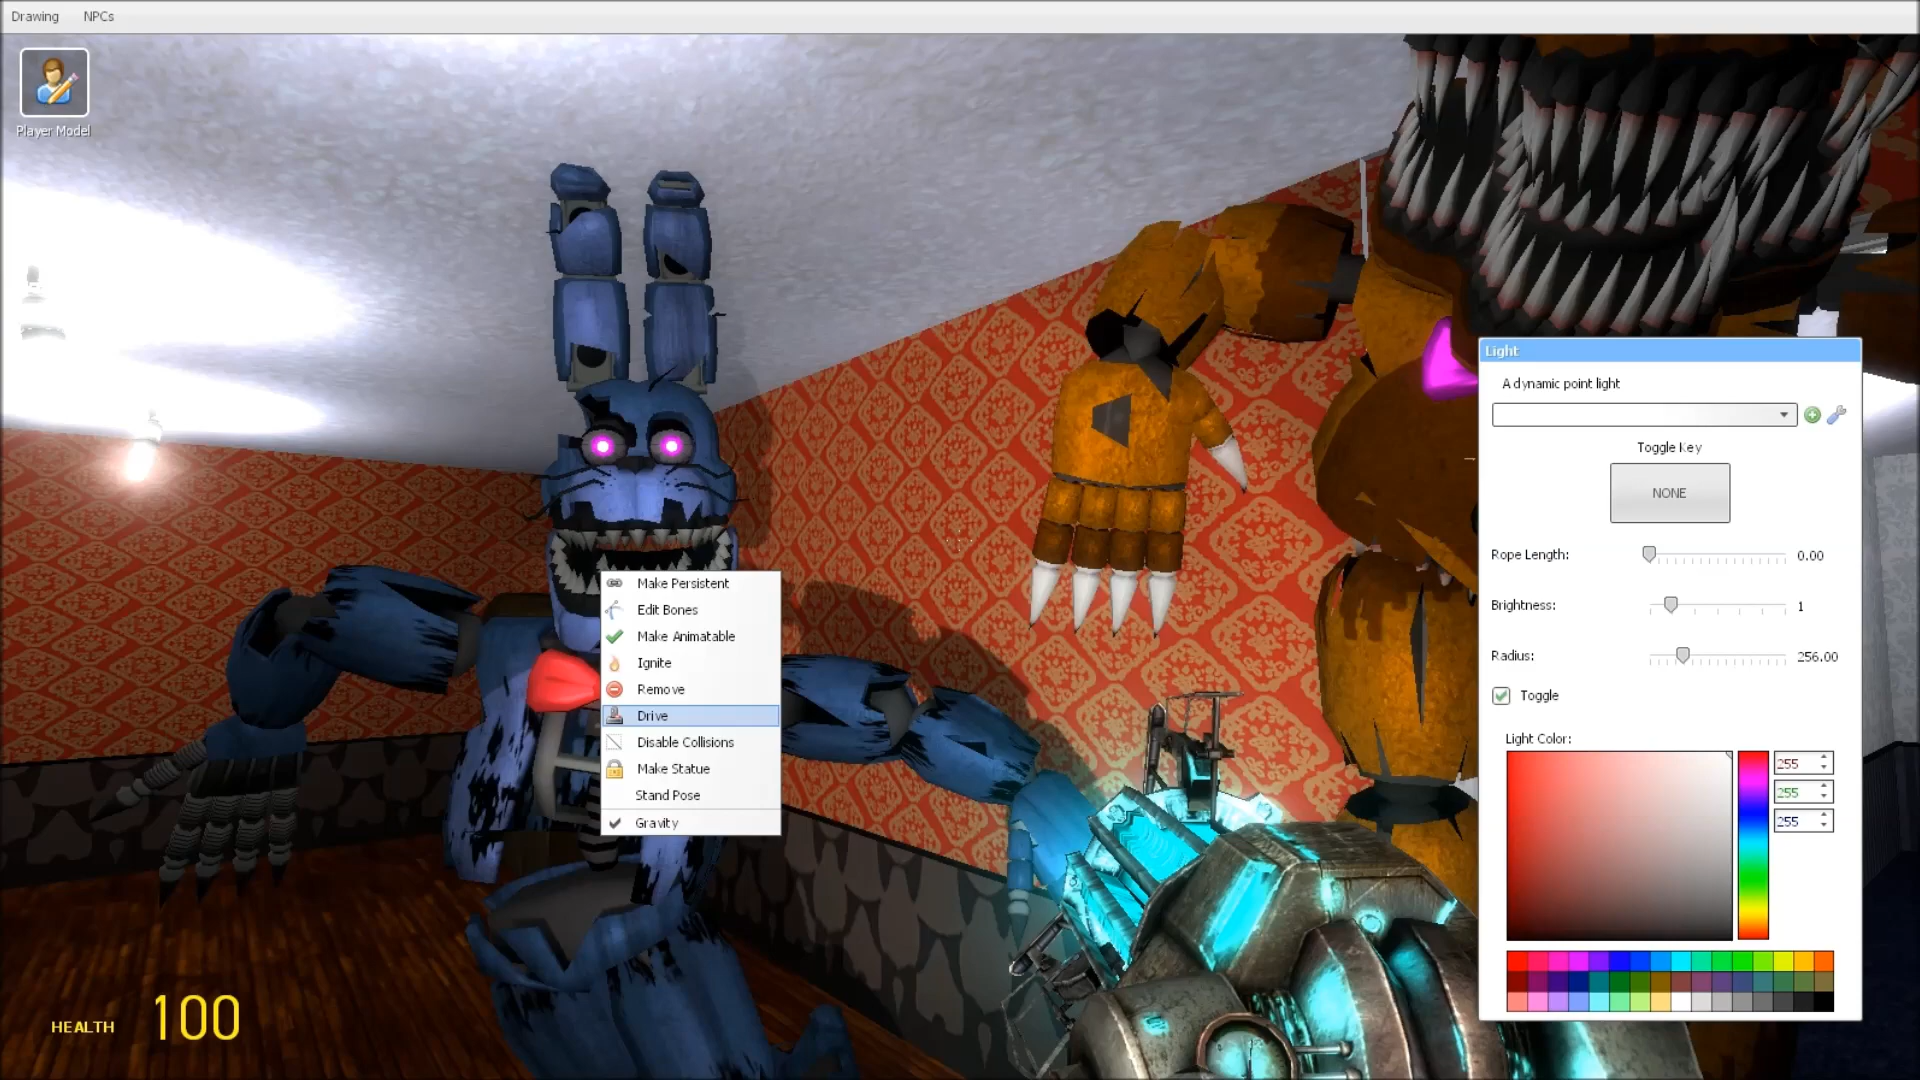 Drawing NPCs
Player Model
Make Persistent
Edit Bones
Make Animatable
Ignite
Remove
Drive
Disable Collisions
Make Statue
Stand Pose
Gravity
Light
A dynamic point light
Toggle Key
NONE
Rope Length: 0.00
Brightness: 1
Radius: 256.00
Toggle
Light Color:
255
255
255
HEALTH 100